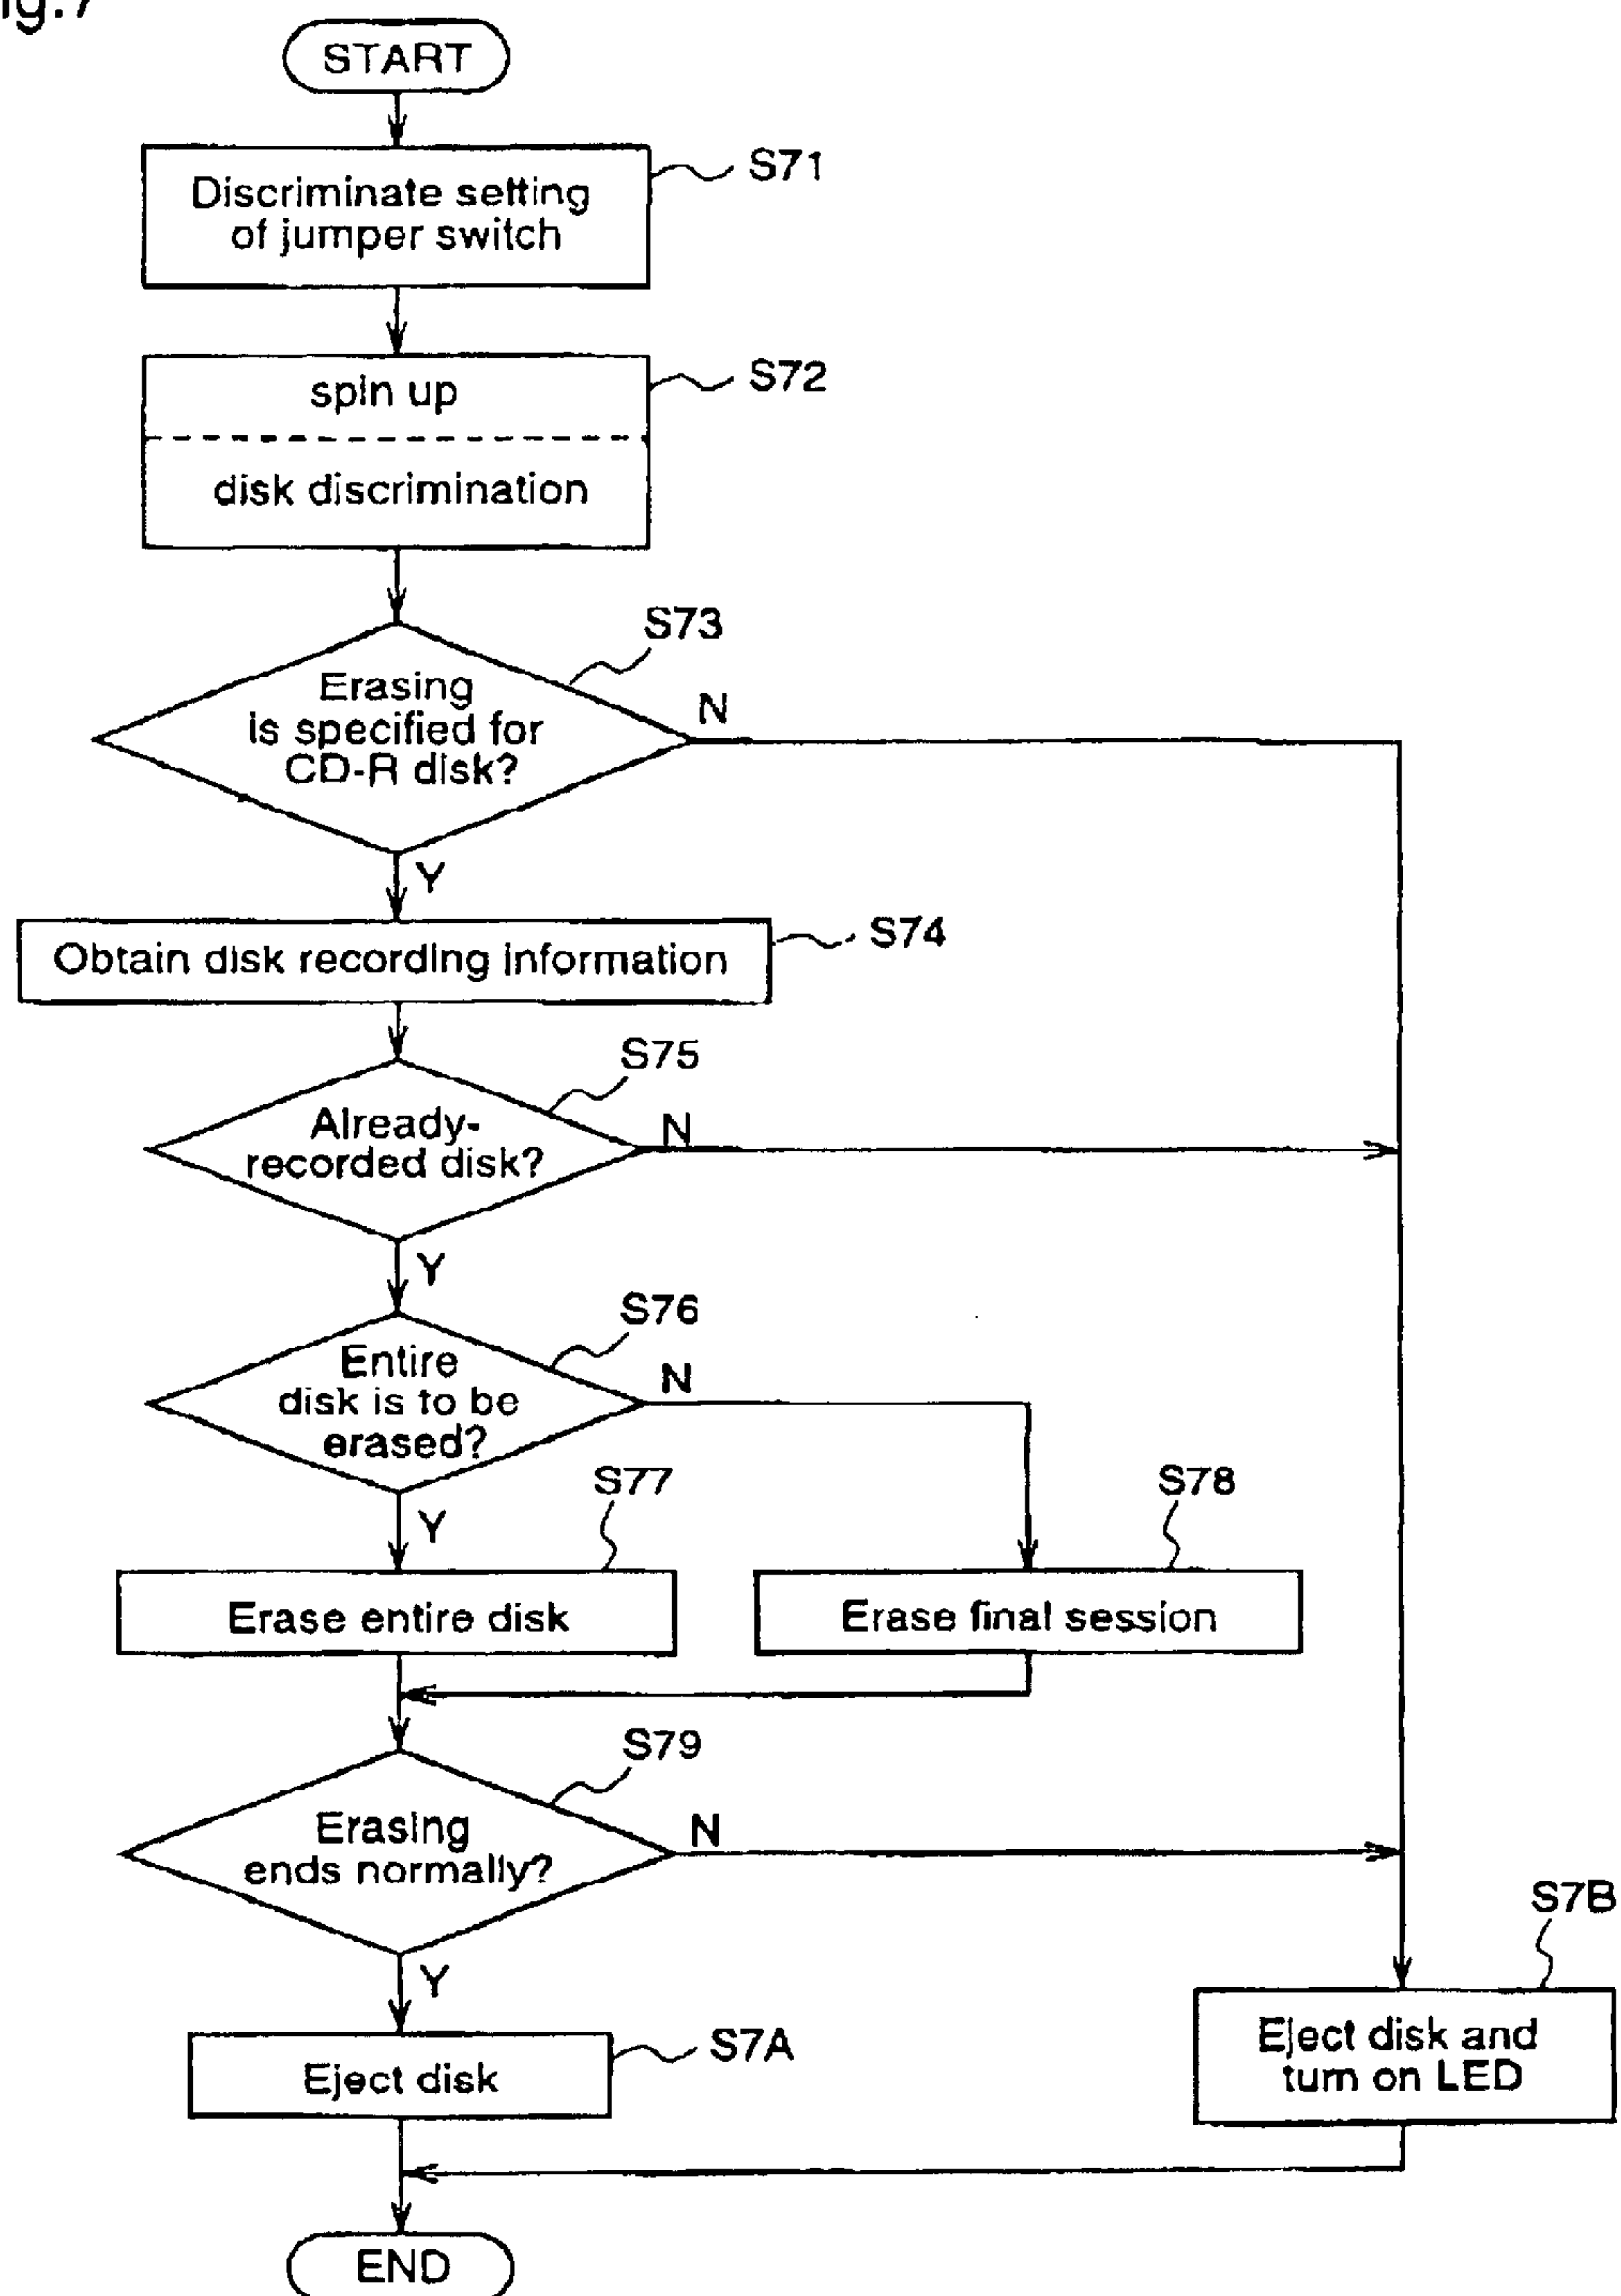 Fig.7
START
S71
Discriminate setting
of jumper switch
S72
spin up
disk discrimination
S73
Erasing
is specified for
CD-R disk?
N
Y
S74
Obtain disk recording information
S75
Already-
recorded disk?
N
Y
S76
Entire
disk is to be
erased?
N
Y
S77
S78
Erase entire disk
Erase final session
S79
Erasing
ends normally?
N
Y
S7B
S7A
Eject disk
Eject disk and
turn on LED
END